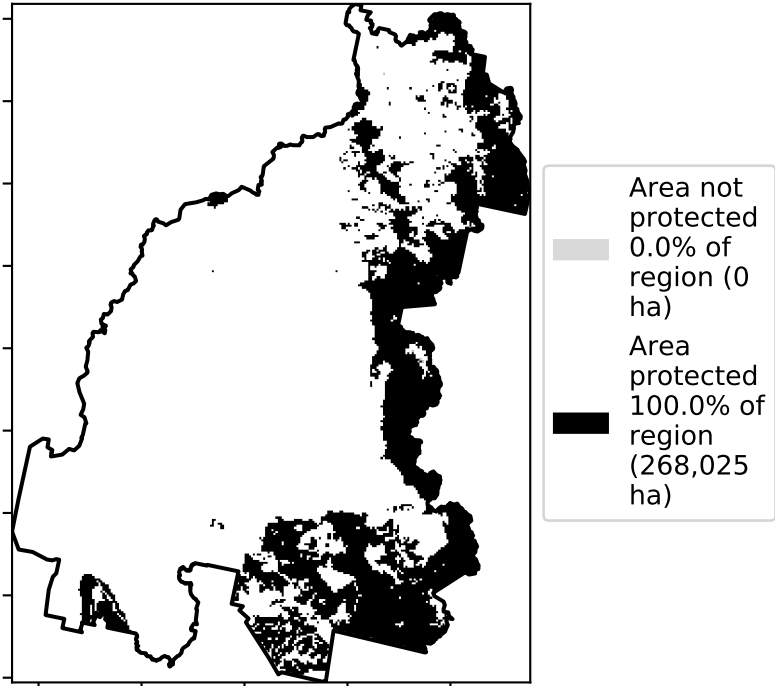 Area not
protected
0.0% of
region (0
ha)
Area
protected
100.0% of
region
(268,025
ha)